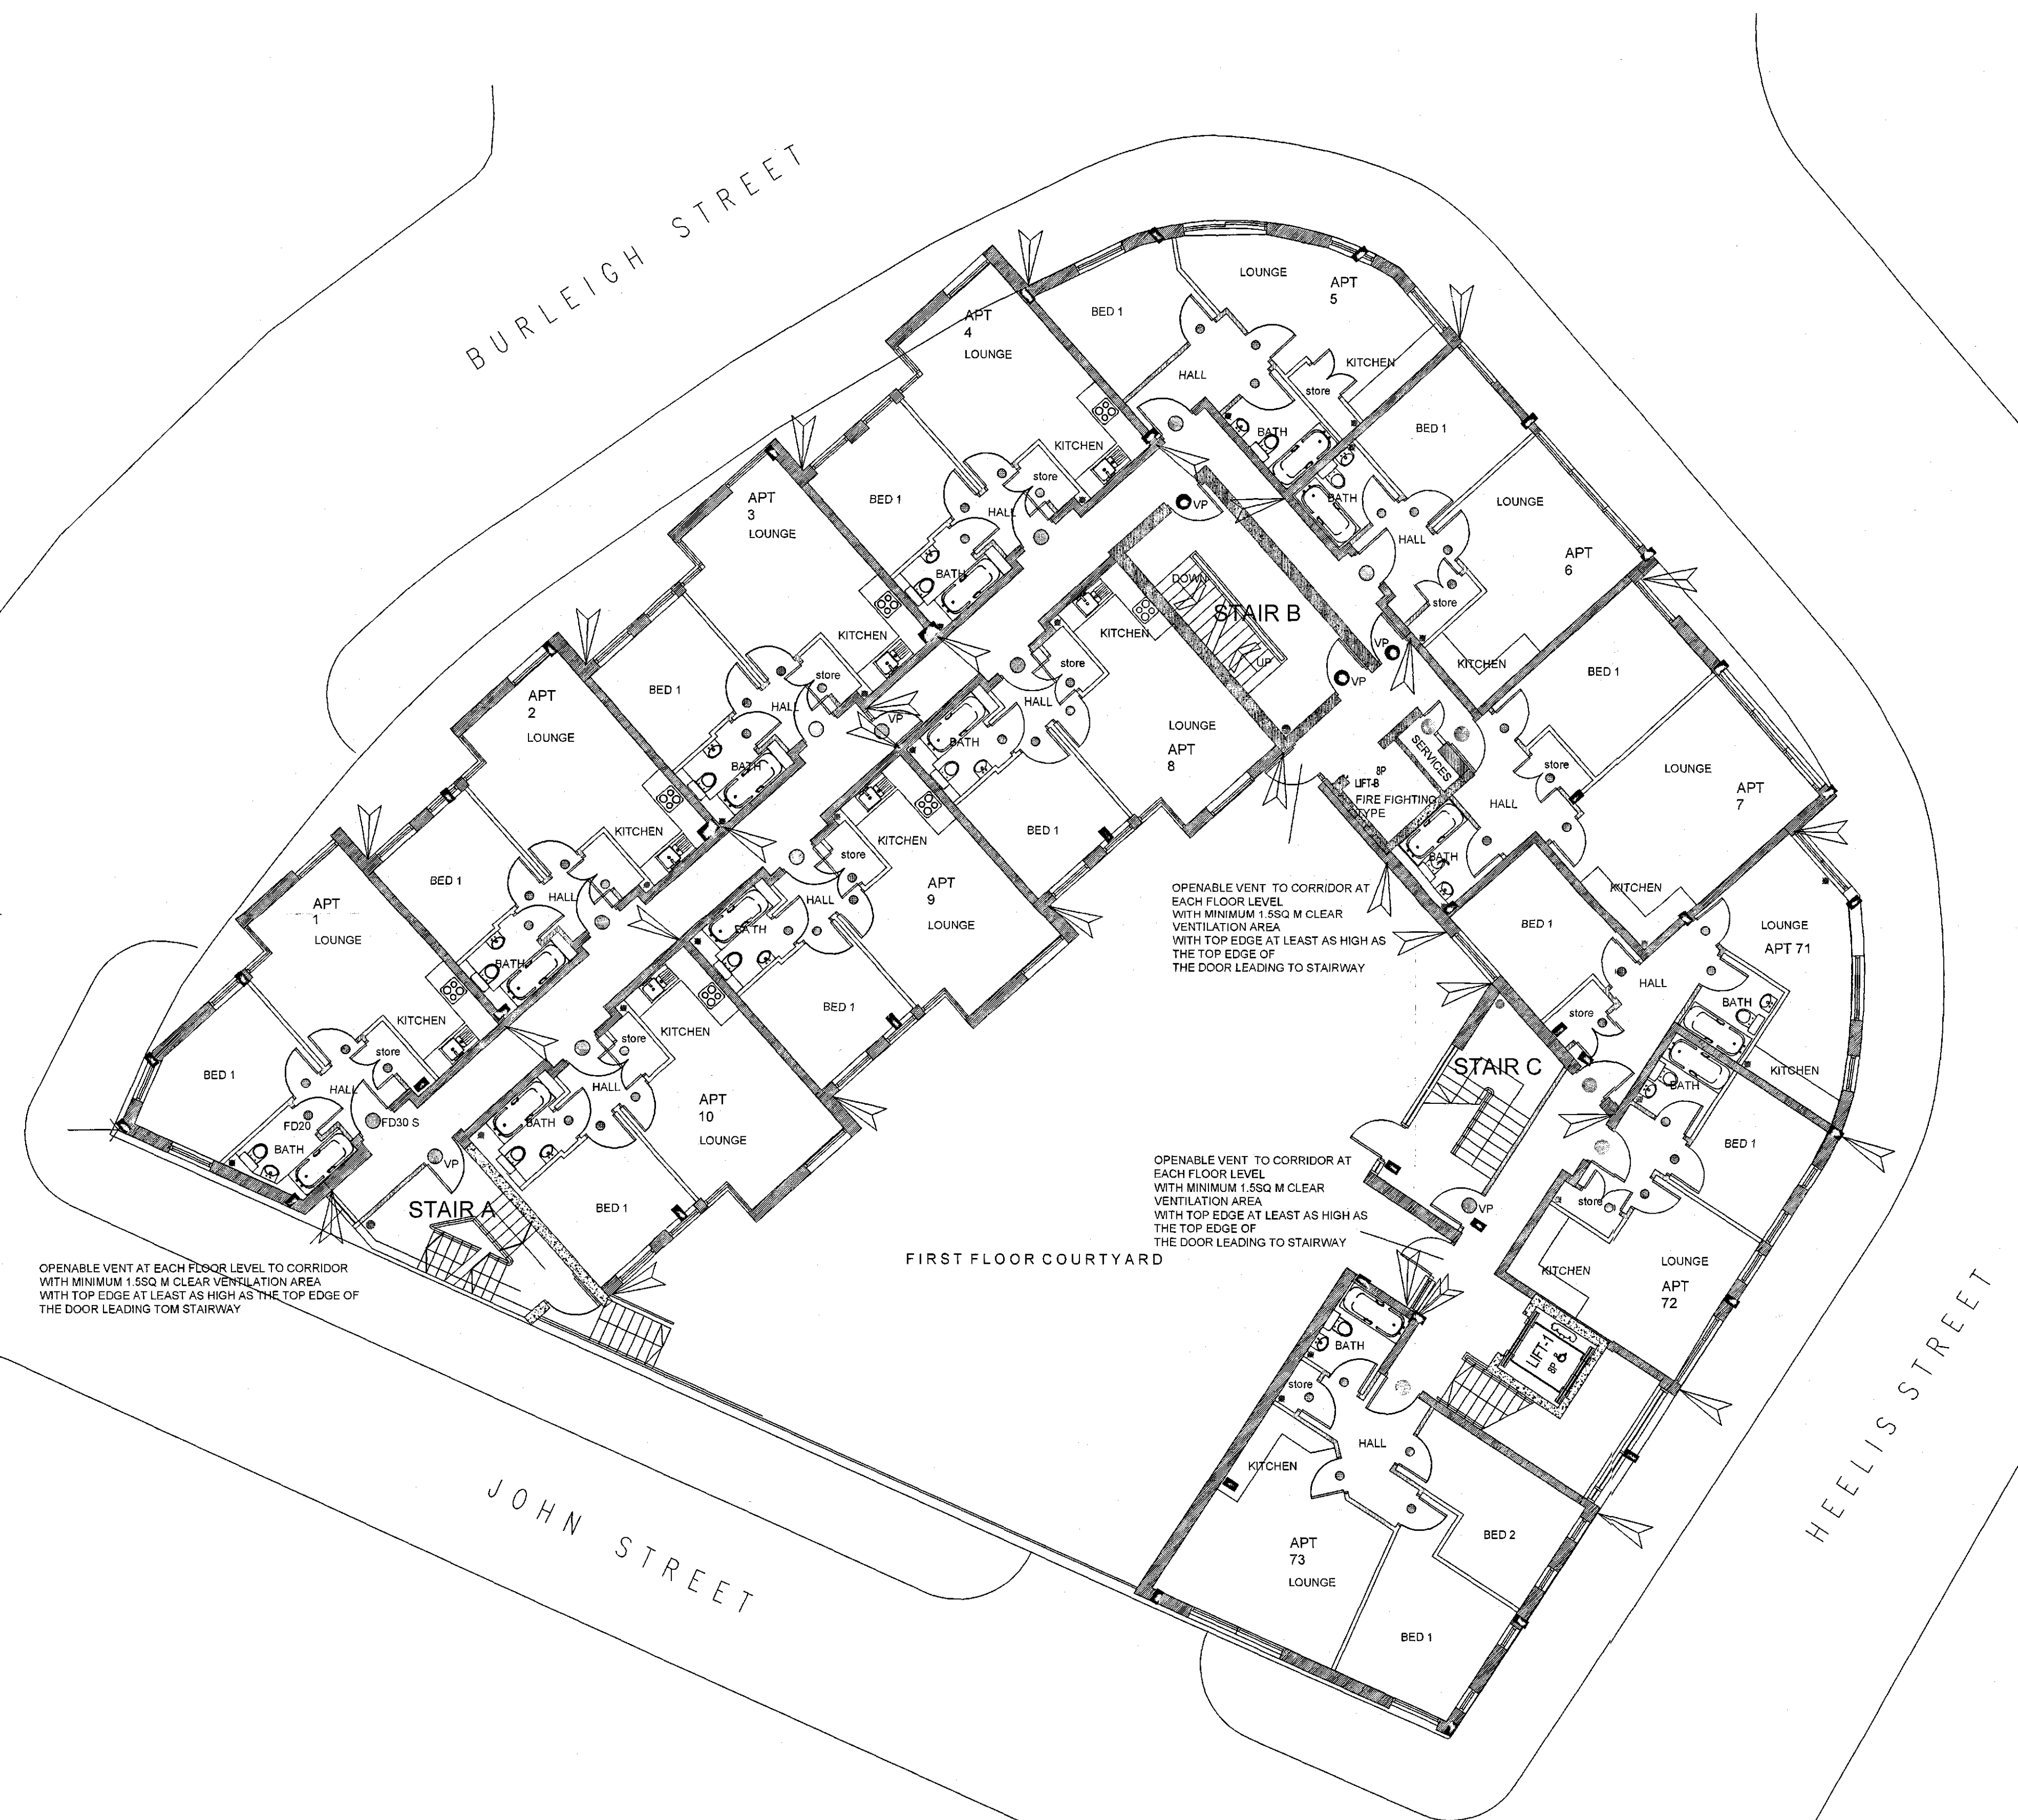 BURLEIGH STREET
LOUNGE
APT
5
BED 1
KITCHEN
HALL
store
BATH
APT
4
LOUNGE
KITCHEN
store
BED 1
HALL
BATH
APT
3
LOUNGE
KITCHEN
store
BED 1
HALL
BATH
APT
2
LOUNGE
KITCHEN
BED 1
HALL
BATH
APT
1
LOUNGE
KITCHEN
store
BED 1
HALL
FD20
FD30 S
BATH
VP
STAIR A
OPENABLE VENT AT EACH FLOOR LEVEL TO CORRIDOR
WITH MINIMUM 1.5SQ M CLEAR VENTILATION AREA
WITH TOP EDGE AT LEAST AS HIGH AS THE TOP EDGE OF
THE DOOR LEADING TOM STAIRWAY
BED 1
LOUNGE
BATH
HALL
APT
6
store
KITCHEN
VP
DOWN
STAIR B
UP
VP
VP
VP
KITCHEN
store
HALL
LOUNGE
APT
8
BATH
BED 1
KITCHEN
store
HALL
APT
9
LOUNGE
BATH
BED 1
KITCHEN
store
HALL
APT
10
LOUNGE
BATH
BED 1
BED 1
SERVICES
8P
LIFT-B
FIRE FIGHTING
TYPE
store
LOUNGE
APT
7
HALL
BATH
KITCHEN
OPENABLE VENT TO CORRIDOR AT
EACH FLOOR LEVEL
WITH MINIMUM 1.5SQ M CLEAR
VENTILATION AREA
WITH TOP EDGE AT LEAST AS HIGH AS
THE TOP EDGE OF
THE DOOR LEADING TO STAIRWAY
BED 1
LOUNGE
APT 71
HALL
BATH
store
KITCHEN
STAIR C
BATH
BED 1
OPENABLE VENT TO CORRIDOR AT
EACH FLOOR LEVEL
WITH MINIMUM 1.5SQ M CLEAR
VENTILATION AREA
WITH TOP EDGE AT LEAST AS HIGH AS
THE TOP EDGE OF
THE DOOR LEADING TO STAIRWAY
VP
store
LOUNGE
KITCHEN
APT
72
FIRST FLOOR COURTYARD
LIFT-1
8P
BATH
store
HALL
KITCHEN
APT
73
LOUNGE
BED 2
BED 1
JOHN STREET
HEELIS STREET